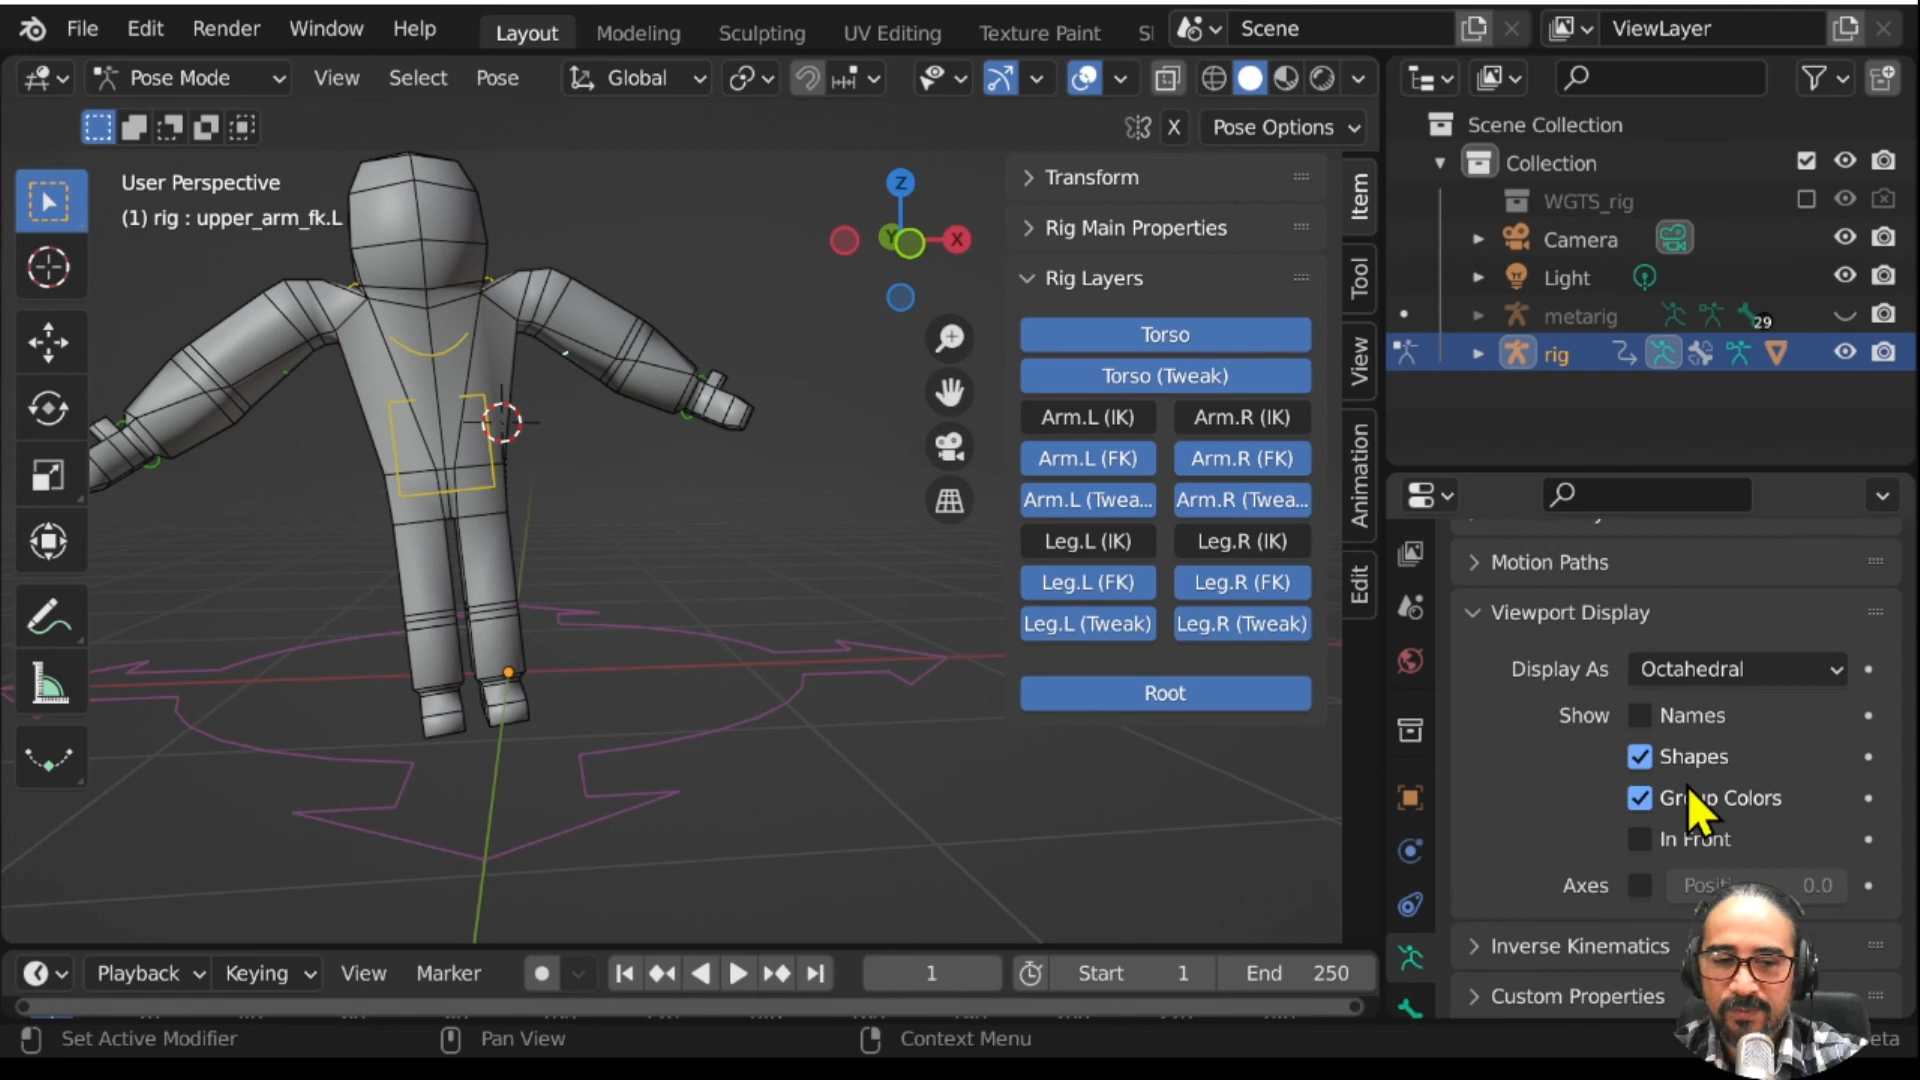 File Edit Render Window Help Layout Modeling Sculpting UV Editing Texture Paint Scene ViewLayer
Pose Mode View Select Pose Global
X Pose Options
User Perspective
(1) rig : upper_arm_fk.L
Z
Y
X
Transform
Rig Main Properties
Rig Layers
Torso
Torso (Tweak)
Arm.L (IK) Arm.R (IK)
Arm.L (FK) Arm.R (FK)
Arm.L (Twea... Arm.R (Twea...
Leg.L (IK) Leg.R (IK)
Leg.L (FK) Leg.R (FK)
Leg.L (Tweak) Leg.R (Tweak)
Root
Item
Tool
View
Animation
Edit
Scene Collection
Collection
WGTS_rig
Camera
Light
metarig 29
rig
Motion Paths
Viewport Display
Display As Octahedral
Show Names
Shapes
Group Colors
In Front
Axes 0.0
Inverse Kinematics
Custom Properties
Playback Keying View Marker 1 Start 1 End 250
Set Active Modifier Pan View Context Menu